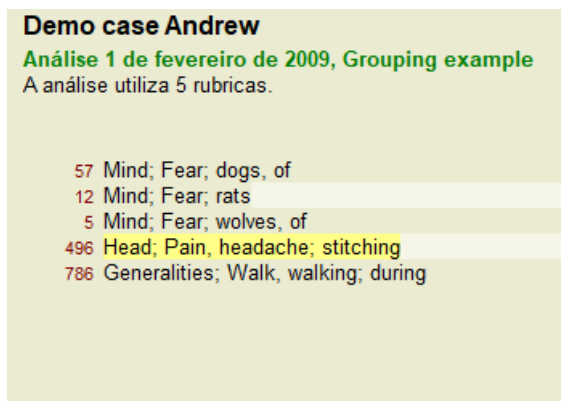 Demo case Andrew
Análise 1 de fevereiro de 2009, Grouping example
A análise utiliza 5 rubricas.
57 Mind; Fear; dogs, of
12 Mind; Fear; rats
5 Mind; Fear; wolves, of
496 Head; Pain, headache; stitching
786 Generalities; Walk, walking; during